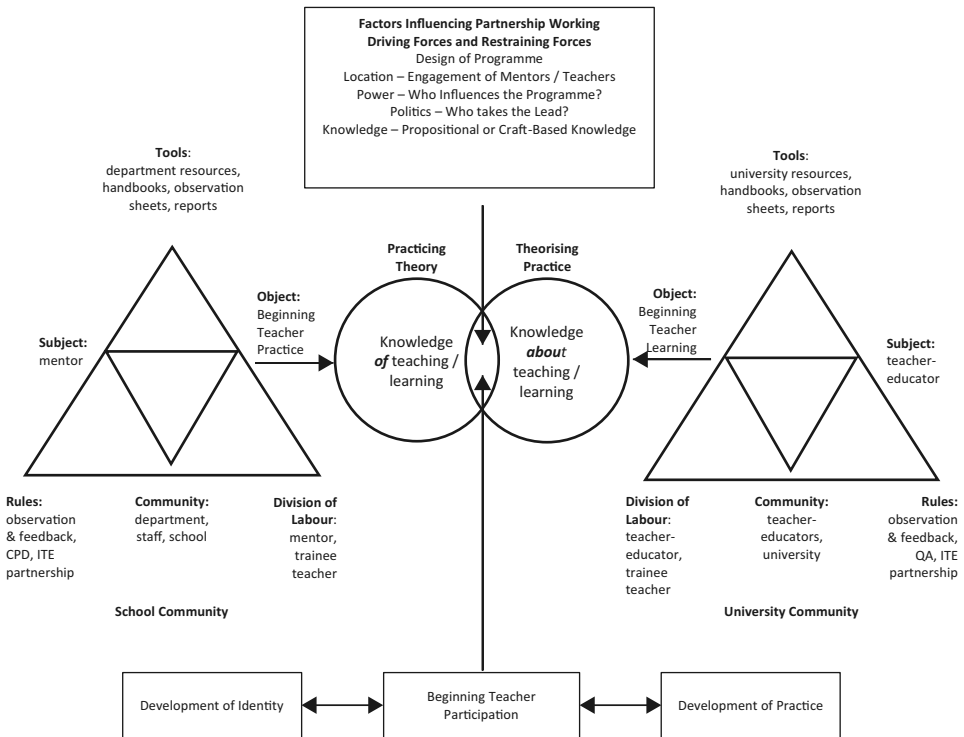 Factors Influencing Partnership Working
Driving Forces and Restraining Forces
Design of Programme
Location – Engagement of Mentors / Teachers
Power – Who Influences the Programme?
Politics – Who takes the Lead?
Knowledge – Propositional or Craft-Based Knowledge
Tools:
department resources,
handbooks, observation
sheets, reports
Tools:
university resources,
handbooks, observation
sheets, reports
Practicing
Theory
Theorising
Practice
Object:
Beginning
Teacher
Practice
Object:
Beginning
Teacher
Learning
Subject:
mentor
Knowledge
of teaching /
learning
Knowledge
about
teaching /
learning
Subject:
teacher-
educator
Rules:
observation
& feedback,
CPD, ITE
partnership
Community:
department,
staff, school
Division of
Labour:
mentor,
trainee
teacher
Division of
Labour:
teacher-
educator,
trainee
teacher
Community:
teacher-
educators,
university
Rules:
observation
& feedback,
QA, ITE
partnership
School Community
University Community
Development of Identity
Beginning Teacher
Participation
Development of Practice